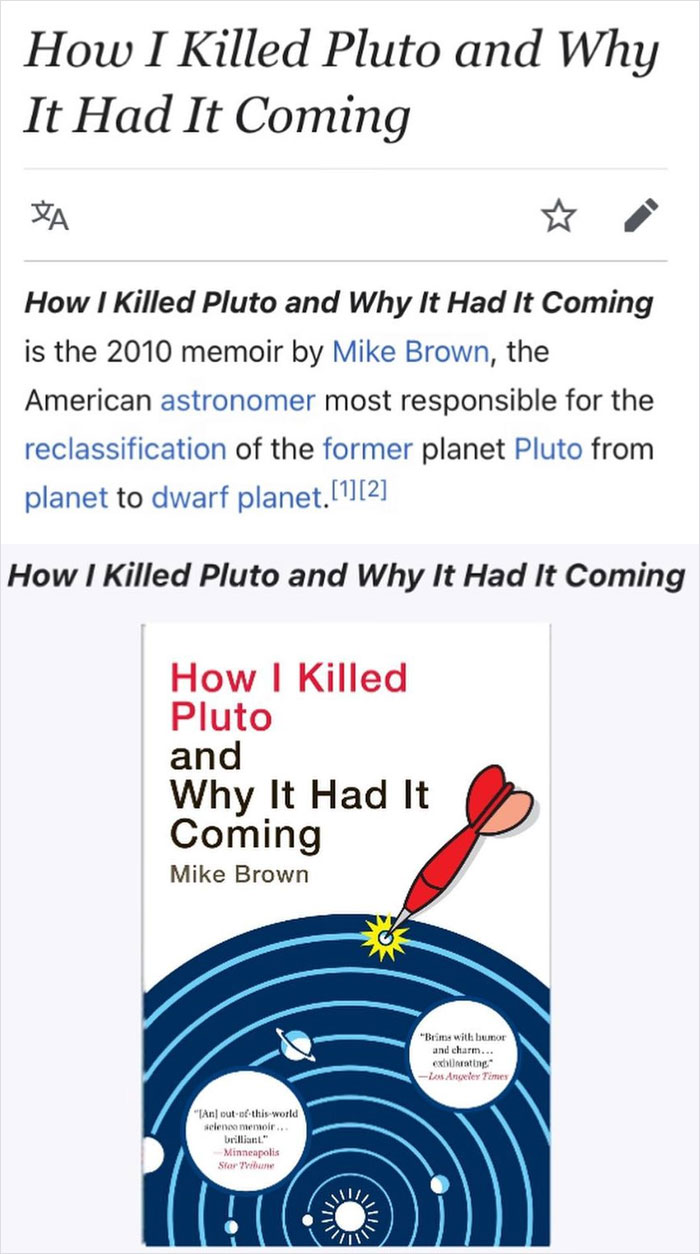 How I Killed Pluto and Why
It Had It Coming
文A
How I Killed Pluto and Why It Had It Coming
is the 2010 memoir by Mike Brown, the
American astronomer most responsible for the
reclassification of the former planet Pluto from
planet to dwarf planet.[1][2]
How I Killed Pluto and Why It Had It Coming
How I Killed
Pluto
and
Why It Had It
Coming
Mike Brown
"Brims with humor
and charm...
exhilarating."
—Los Angeles Times
"[An] out-of-this-world
science memoir...
brilliant."
—Minneapolis
Star Tribune